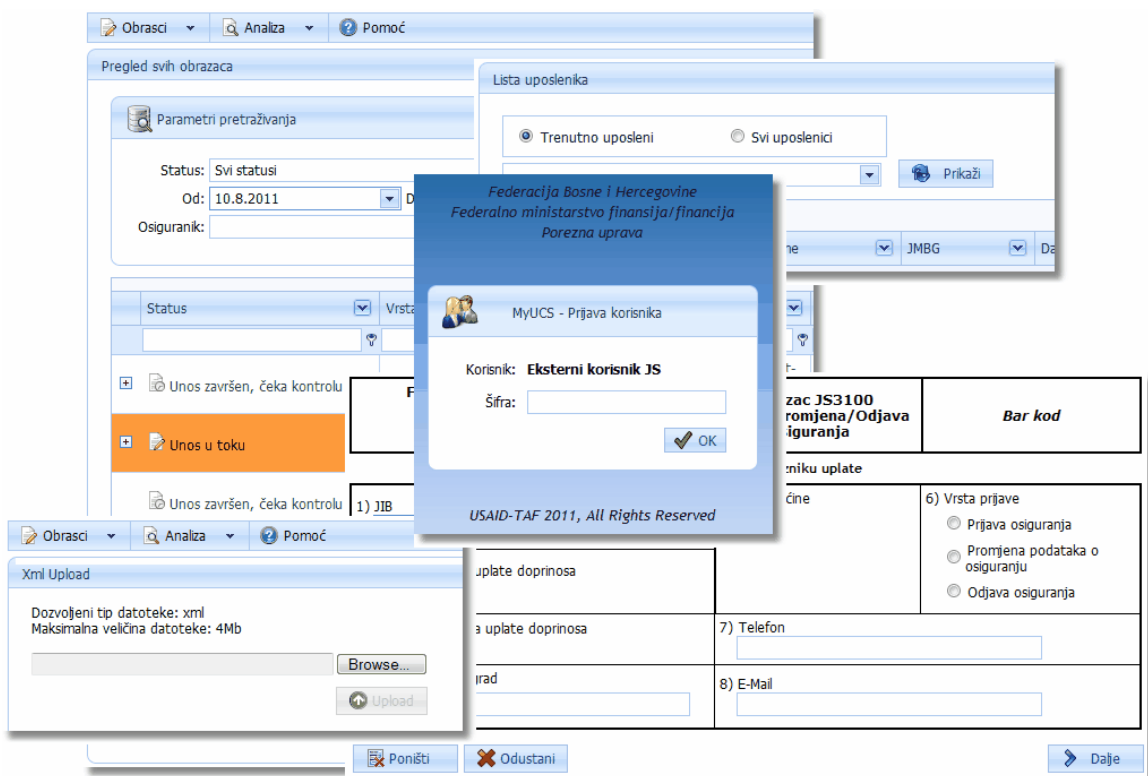 Obrasci
Analiza
Pomoć
Pregled svih obrazaca
Parametri pretraživanja
Status: Svi statusi
Od: 10.8.2011
Osiguranik:
Status
Vrsta
Unos završen, čeka kontrolu
Unos u toku
Unos završen, čeka kontrolu
Lista uposlenika
Trenutno uposleni
Svi uposlenici
Prikaži
JMBG
Da
Federacija Bosne i Hercegovine
Federalno ministarstvo finansija/financija
Porezna uprava
MyUCS - Prijava korisnika
Korisnik: Eksterni korisnik JS
Šifra:
OK
USAID-TAF 2011, All Rights Reserved
zac JS3100
romjena/Odjava
siguranja
Bar kod
zniku uplate
1) JIB
ćine
6) Vrsta prijave
Prijava osiguranja
Promjena podataka o
osiguranju
Odjava osiguranja
uplate doprinosa
a uplate doprinosa
7) Telefon
grad
8) E-Mail
Obrasci
Analiza
Pomoć
Xml Upload
Dozvoljeni tip datoteke: xml
Maksimalna veličina datoteke: 4Mb
Browse...
Upload
Poništi
Odustani
Dalje